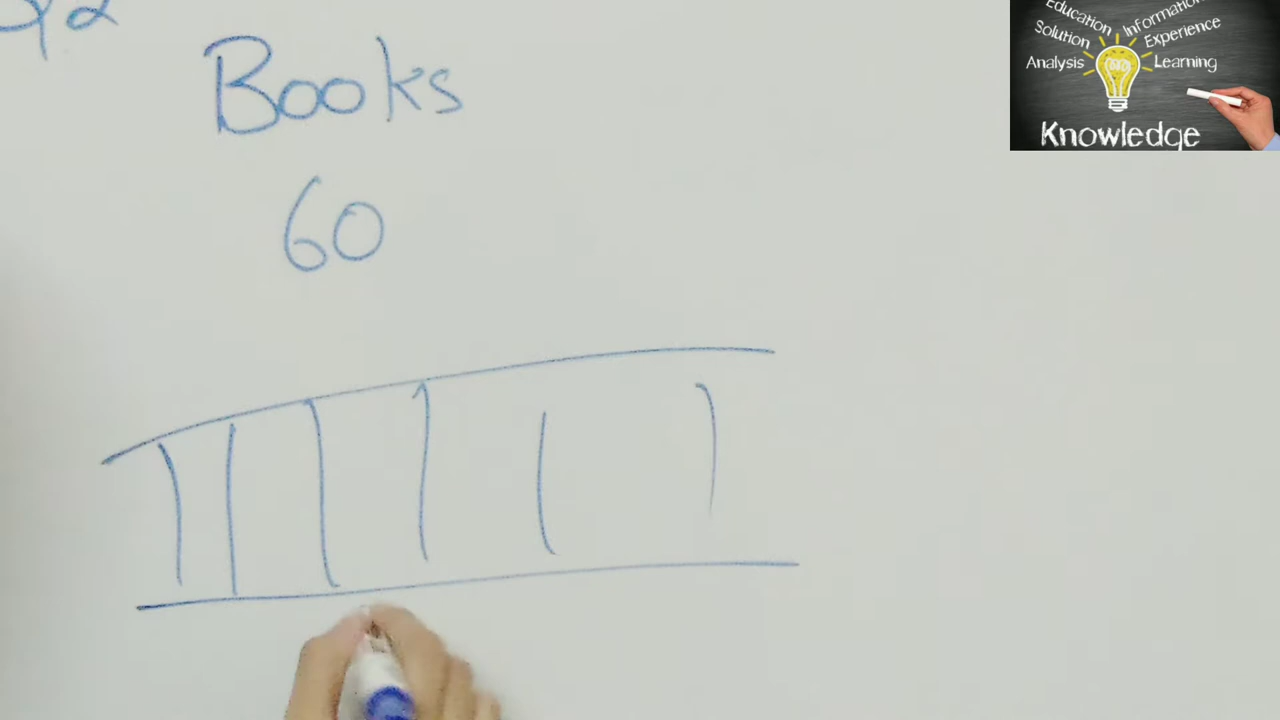 Books
60
Education Information
Solution Experience
Analysis Learning
Knowledge